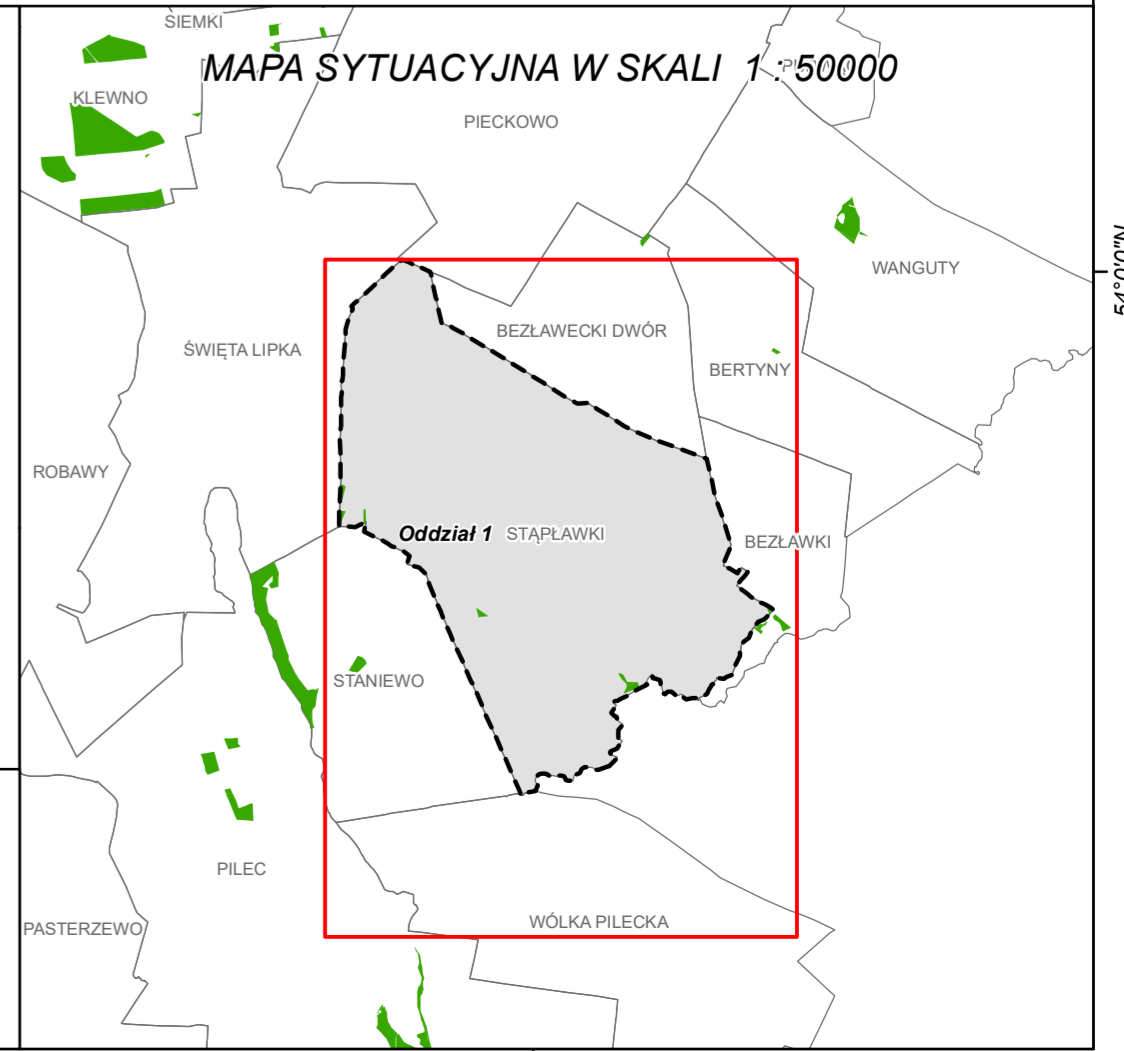 SIEMKI
MAPA SYTUACYJNA W SKALI 1 : 50000
KLEWNO
PIECKOWO
54°0'0"N
WANGUTY
BEZŁAWECKI DWÓR
ŚWIĘTA LIPKA
BERTYNY
ROBAWY
Oddział 1 STĄPŁAWKI
BEZŁAWKI
STANIEWO
PILEC
WÓLKA PILECKA
PASTERZEWO